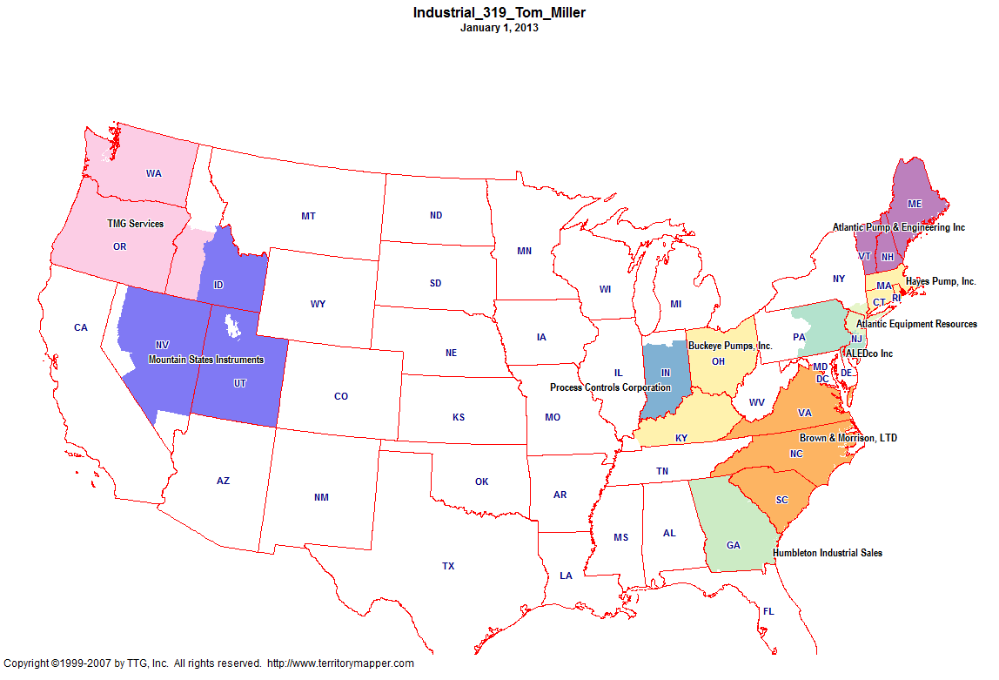 Industrial_319_Tom_Miller
January 1, 2013
WA
MT
ND
ME
TMG Services
Atlantic Pump & Engineering Inc
OR
MN
VT
NH
ID
SD
WI
NY
MA
Hayes Pump, Inc.
WY
MI
CT
RI
CA
Atlantic Equipment Resources
NV
IA
PA
NJ
NE
Buckeye Pumps, Inc.
ALEDco Inc
Mountain States Instruments
OH
MD
UT
IL
IN
DC
DE
Process Controls Corporation
CO
WV
KS
MO
VA
KY
Brown & Morrison, LTD
NC
AZ
OK
TN
NM
AR
SC
MS
AL
GA
Humbleton Industrial Sales
TX
LA
FL
Copyright ©1999-2007 by TTG, Inc. All rights reserved. http://www.territorymapper.com